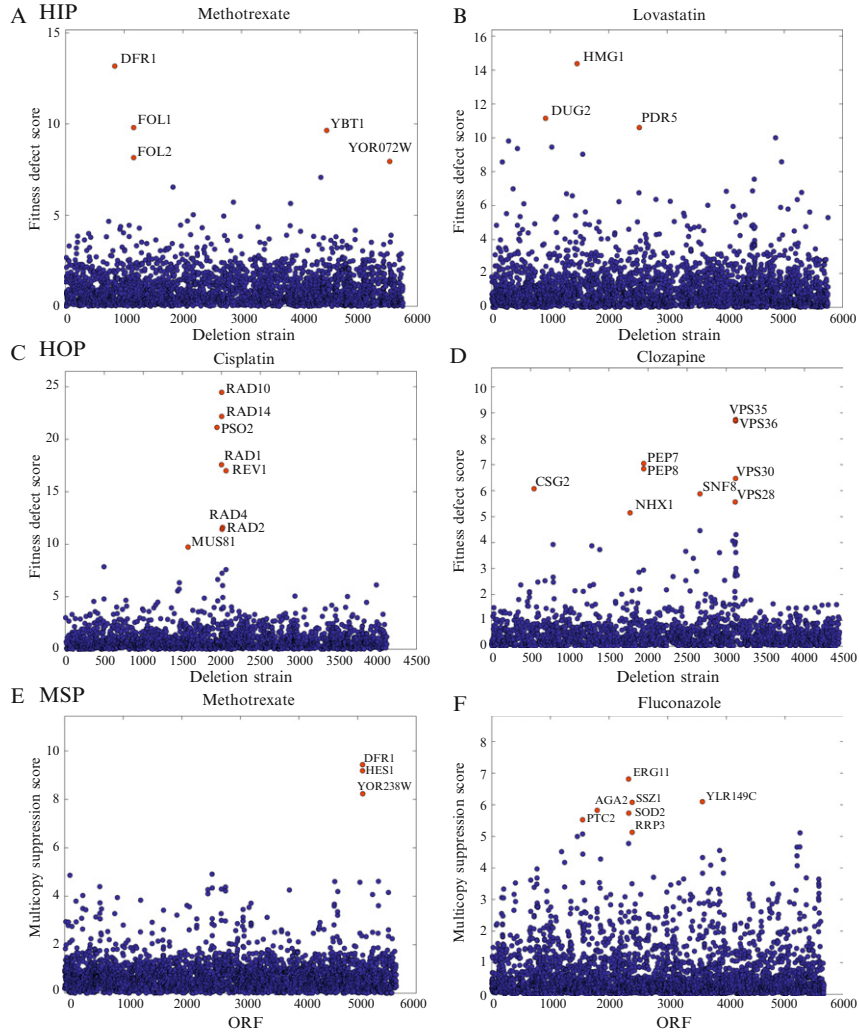 A HIP
Methotrexate
15
10
5
0
Fitness defect score
DFR1
FOL1
FOL2
YBT1
YOR072W
0 1000 2000 3000 4000 5000 6000
Deletion strain
B
Lovastatin
16
14
12
10
8
6
4
2
0
Fitness defect score
HMG1
DUG2
PDR5
0 1000 2000 3000 4000 5000 6000
Deletion strain
C HOP
Cisplatin
25
20
15
10
5
0
Fitness defect score
RAD10
RAD14
PSO2
RAD1
REV1
RAD4
RAD2
MUS81
0 500 1000 1500 2000 2500 3000 3500 4000 4500
Deletion strain
D
Clozapine
10
9
8
7
6
5
4
3
2
1
0
Fitness defect score
VPS35
VPS36
PEP7
PEP8
VPS30
CSG2
SNF8
VPS28
NHX1
0 500 1000 1500 2000 2500 3000 3500 4000 4500
Deletion strain
E MSP
Methotrexate
10
8
6
4
2
0
Multicopy suppression score
DFR1
HES1
YOR238W
0 1000 2000 3000 4000 5000 6000
ORF
F
Fluconazole
8
7
6
5
4
3
2
1
0
Multicopy suppression score
ERG11
AGA2
SSZ1
YLR149C
PTC2
SOD2
RRP3
0 1000 2000 3000 4000 5000 6000
ORF